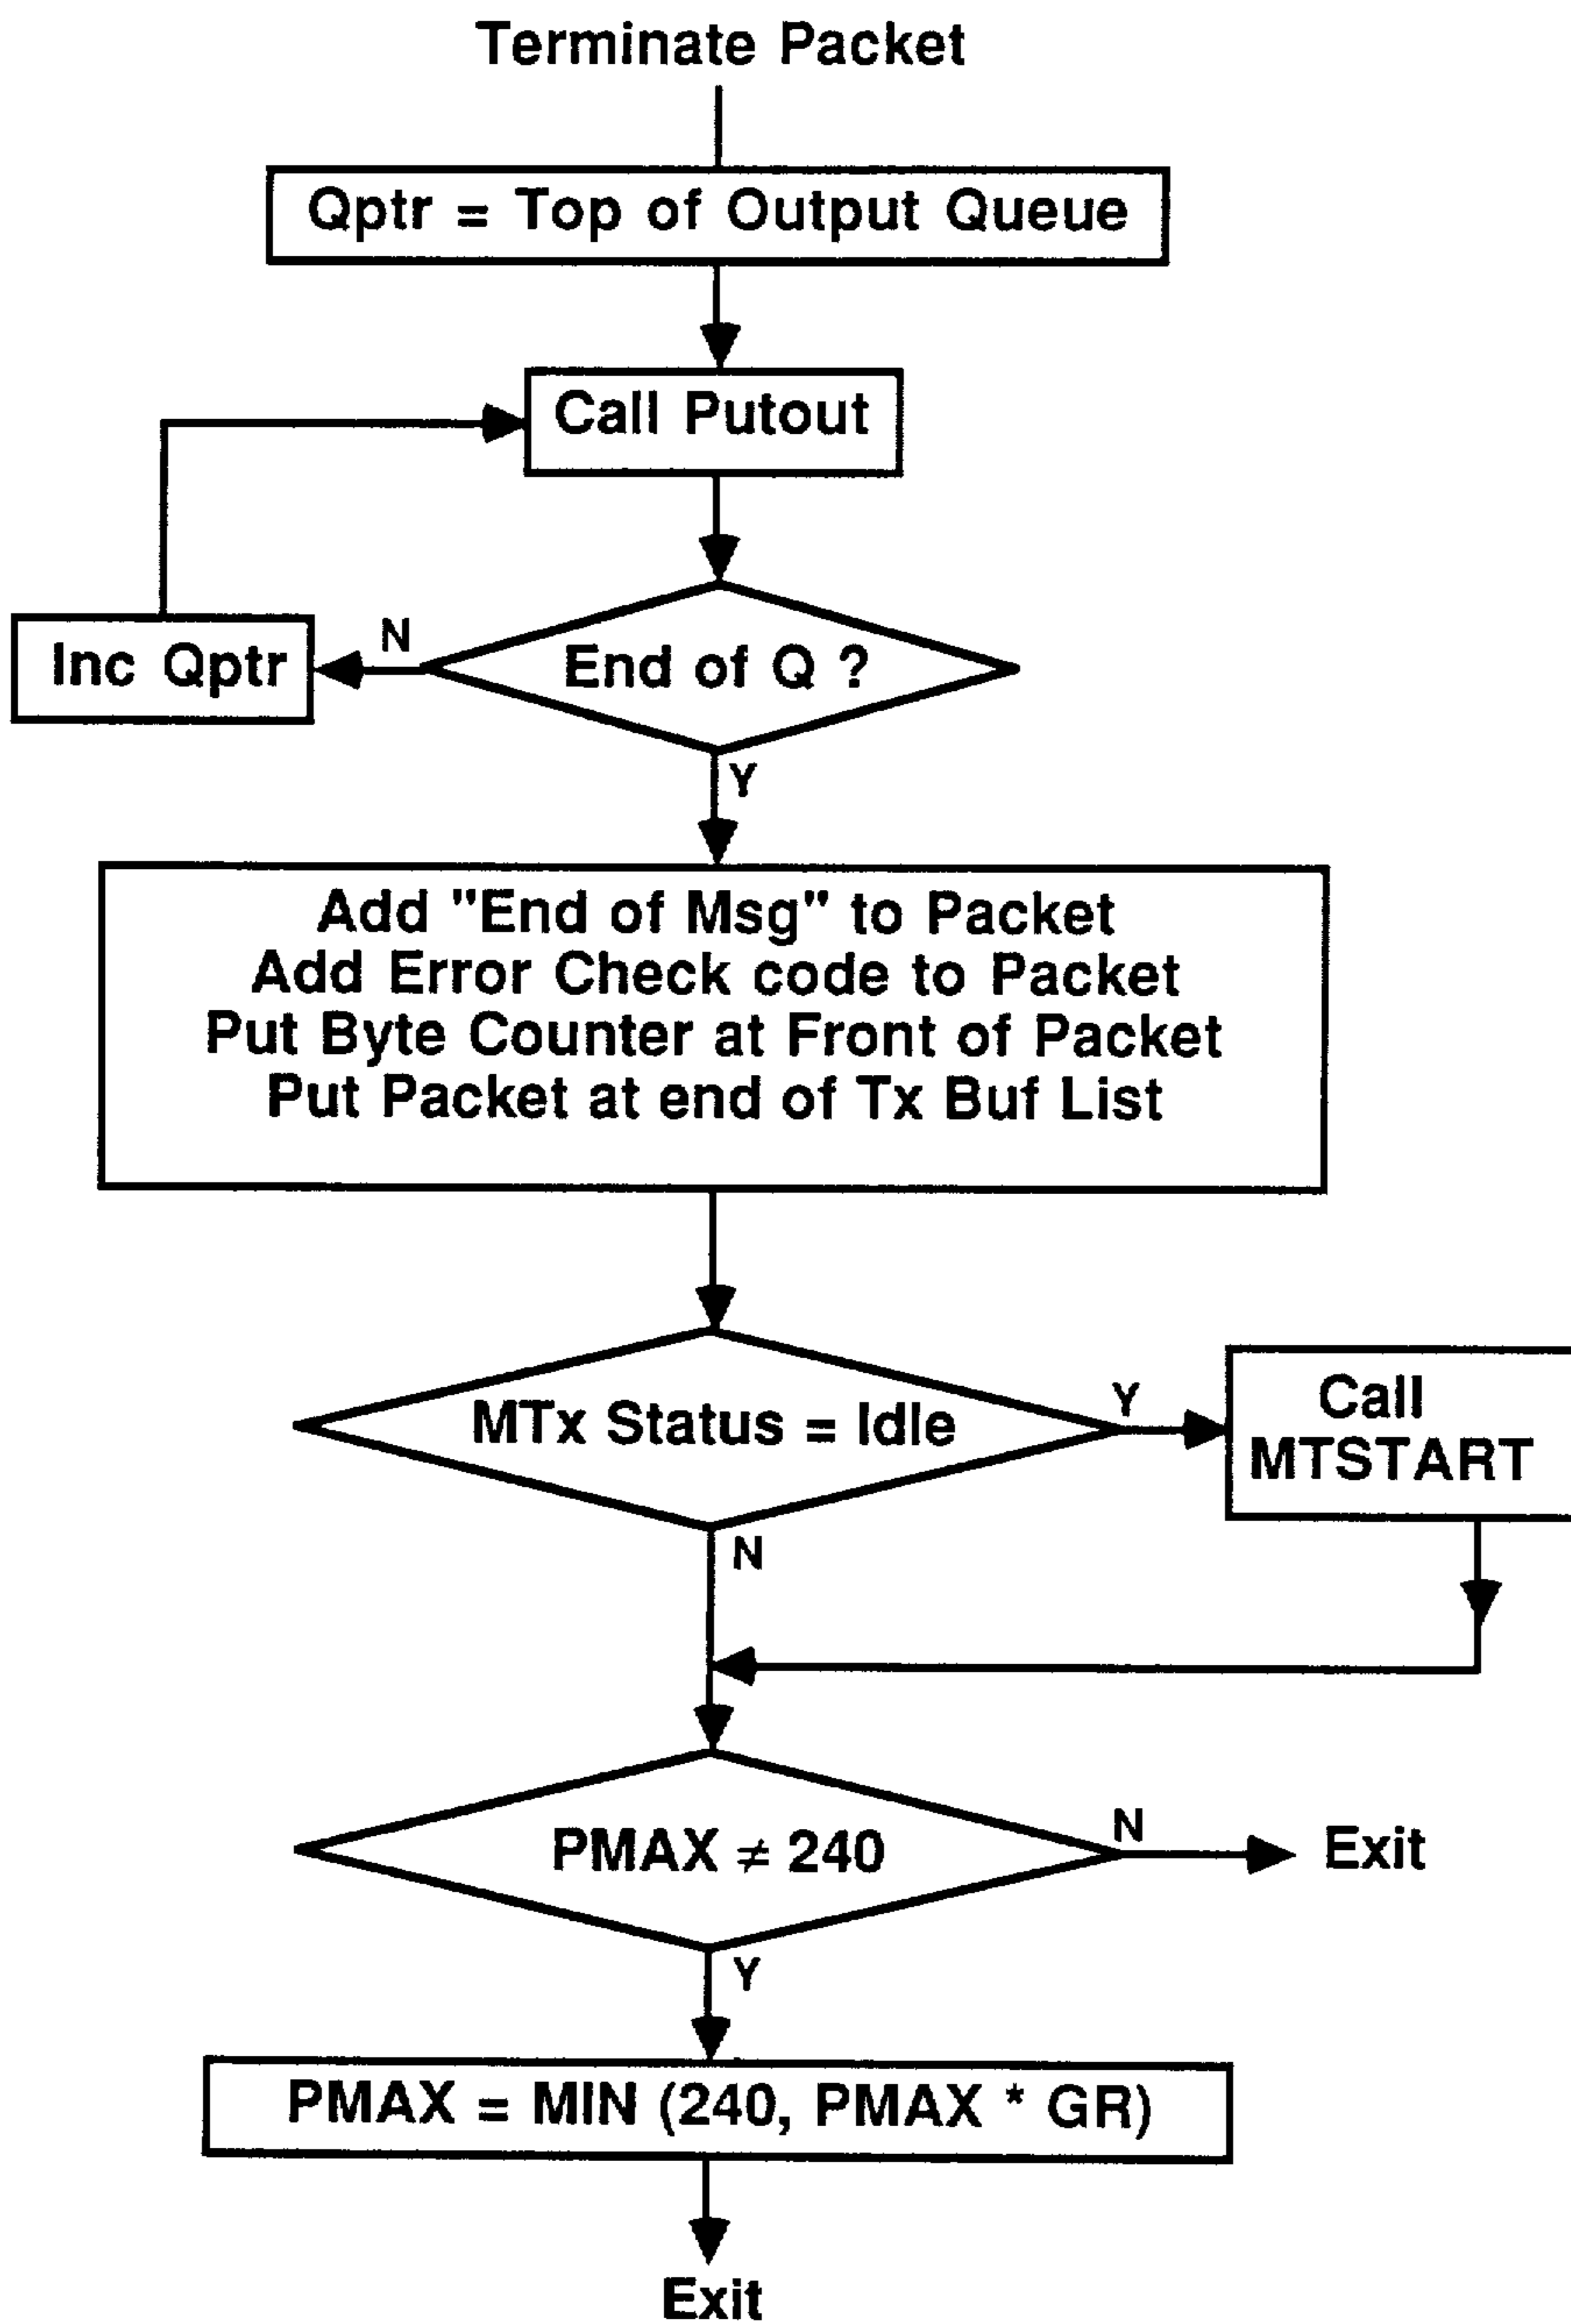 Terminate Packet
Qptr = Top of Output Queue
Call Putout
End of Q ?
N
Inc Qptr
Y
Add "End of Msg" to Packet
Add Error Check code to Packet
Put Byte Counter at Front of Packet
Put Packet at end of Tx Buf List
MTx Status = Idle
Y
Call
MTSTART
N
PMAX ≠ 240
N
Exit
Y
PMAX = MIN (240, PMAX * GR)
Exit